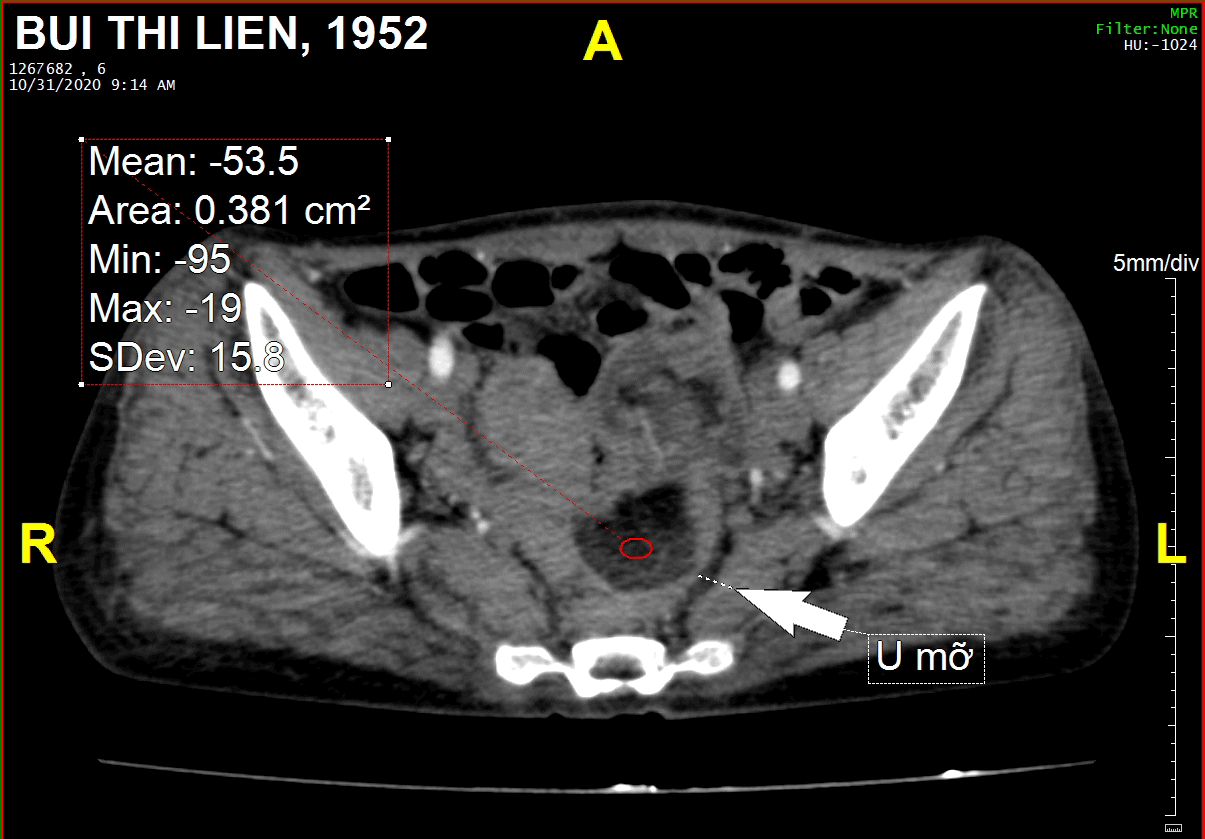 BUI THI LIEN, 1952
1267682 , 6
10/31/2020 9:14 AM
A
MPR
Filter:None
HU:-1024
Mean: -53.5
Area: 0.381 cm²
Min: -95
Max: -19
SDev: 15.8
5mm/div
R
L
U mỡ